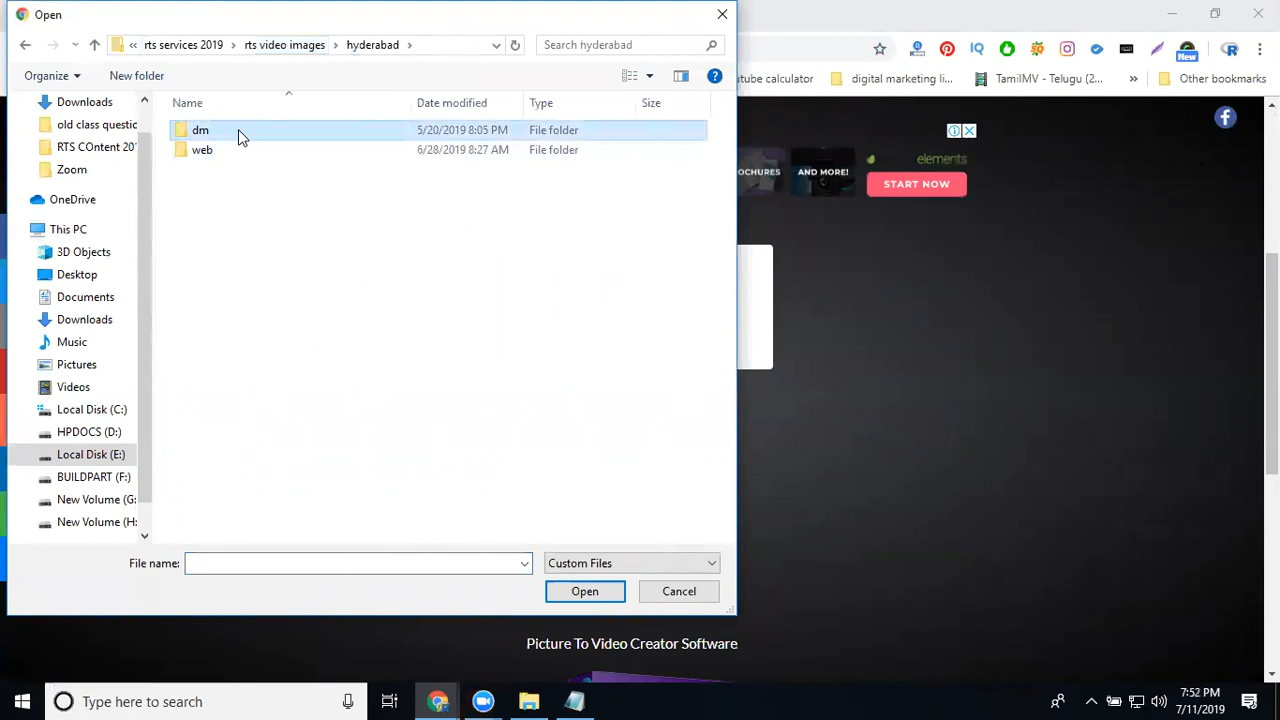 Open
« rts services 2019 › rts video images › hyderabad ›
Search hyderabad
Organize
New folder
Name
Date modified
Type
Size
dm
5/20/2019 8:05 PM
File folder
web
6/28/2019 8:27 AM
File folder
Downloads
old class questic
RTS COntent 20
Zoom
OneDrive
This PC
3D Objects
Desktop
Documents
Downloads
Music
Pictures
Videos
Local Disk (C:)
HPDOCS (D:)
Local Disk (E:)
BUILDPART (F:)
New Volume (G:
New Volume (H:
File name:
Custom Files
Open
Cancel
New
utube calculator
digital marketing li...
TamilMV - Telugu (2...
»
Other bookmarks
OCHURES
AND MORE!
elements
START NOW
Picture To Video Creator Software
Type here to search
7:52 PM
7/11/2019